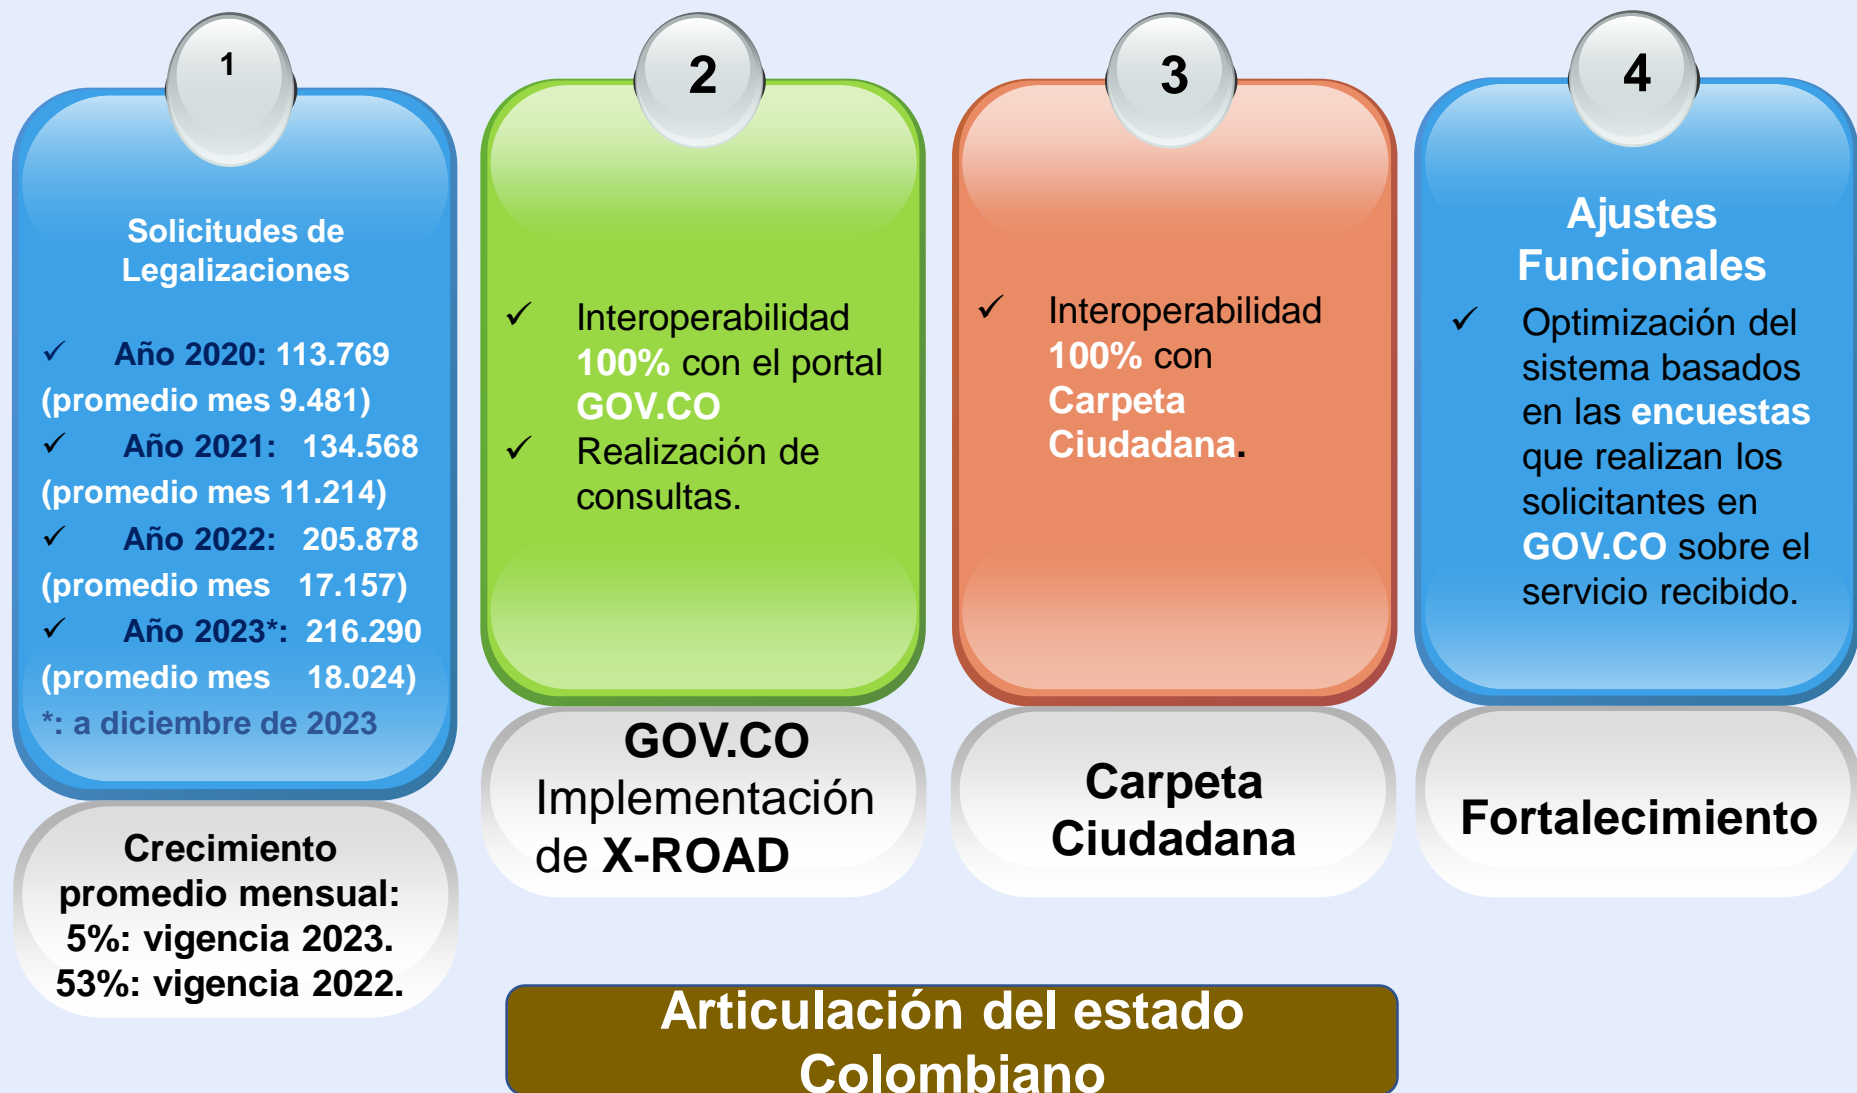 1
Solicitudes de
Legalizaciones
✓ Año 2020: 113.769
(promedio mes 9.481)
✓ Año 2021: 134.568
(promedio mes 11.214)
✓ Año 2022: 205.878
(promedio mes 17.157)
✓ Año 2023*: 216.290
(promedio mes 18.024)
*: a diciembre de 2023
Crecimiento
promedio mensual:
5%: vigencia 2023.
53%: vigencia 2022.
2
✓ Interoperabilidad
100% con el portal
GOV.CO
✓ Realización de
consultas.
GOV.CO
Implementación
de X-ROAD
3
✓ Interoperabilidad
100% con
Carpeta
Ciudadana.
Carpeta
Ciudadana
4
Ajustes
Funcionales
✓ Optimización del
sistema basados
en las encuestas
que realizan los
solicitantes en
GOV.CO sobre el
servicio recibido.
Fortalecimiento
Articulación del estado
Colombiano